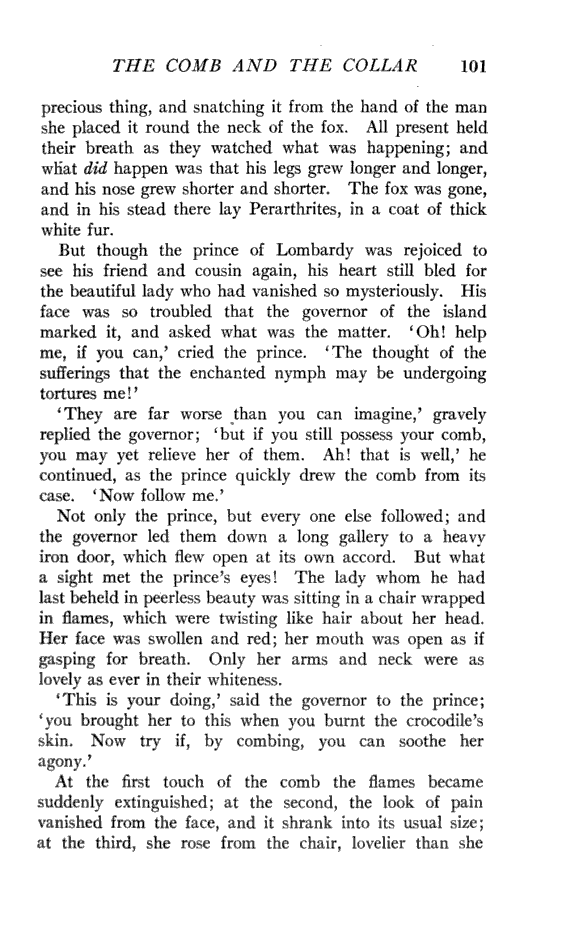 THE COMB AND THE COLLAR 101
precious thing, and snatching it from the hand of the man
she placed it round the neck of the fox. All present held
their breath as they watched what was happening; and
what did happen was that his legs grew longer and longer,
and his nose grew shorter and shorter. The fox was gone,
and in his stead there lay Perarthrites, in a coat of thick
white fur.
But though the prince of Lombardy was rejoiced to
see his friend and cousin again, his heart still bled for
the beautiful lady who had vanished so mysteriously. His
face was so troubled that the governor of the island
marked it, and asked what was the matter. ‘Oh! help
me, if you can,’ cried the prince. ‘The thought of the
sufferings that the enchanted nymph may be undergoing
tortures me!’
‘They are far worse than you can imagine,’ gravely
replied the governor; ‘but if you still possess your comb,
you may yet relieve her of them. Ah! that is well,’ he
continued, as the prince quickly drew the comb from its
case. ‘Now follow me.’
Not only the prince, but every one else followed; and
the governor led them down a long gallery to a heavy
iron door, which flew open at its own accord. But what
a sight met the prince’s eyes! The lady whom he had
last beheld in peerless beauty was sitting in a chair wrapped
in flames, which were twisting like hair about her head.
Her face was swollen and red; her mouth was open as if
gasping for breath. Only her arms and neck were as
lovely as ever in their whiteness.
‘This is your doing,’ said the governor to the prince;
‘you brought her to this when you burnt the crocodile’s
skin. Now try if, by combing, you can soothe her
agony.’
At the first touch of the comb the flames became
suddenly extinguished; at the second, the look of pain
vanished from the face, and it shrank into its usual size;
at the third, she rose from the chair, lovelier than she